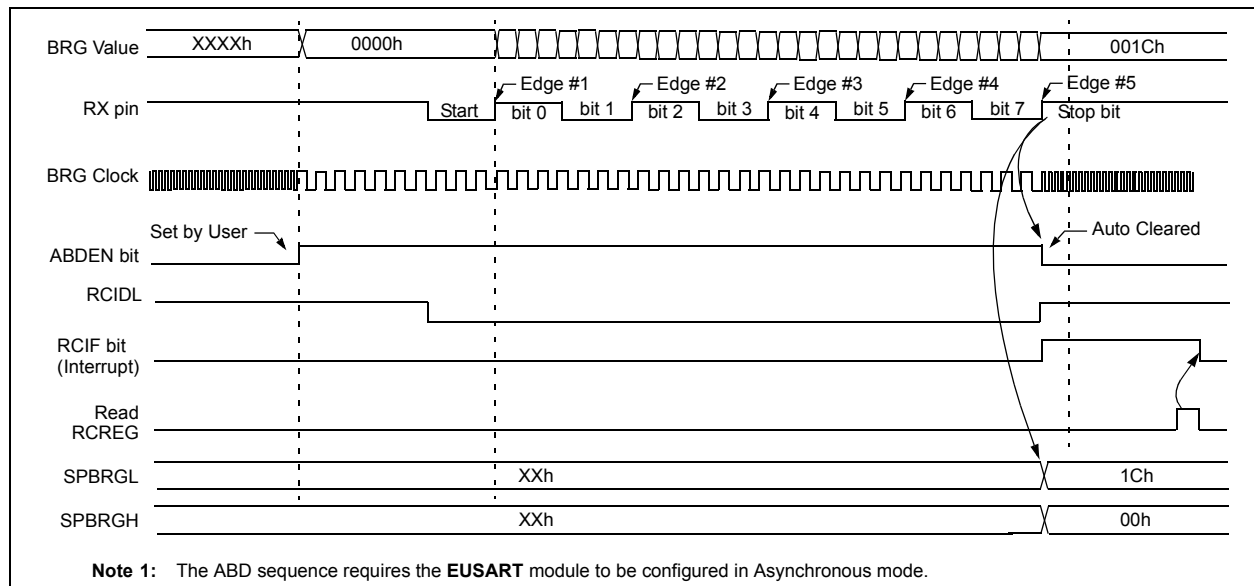 BRG Value XXXXh 0000h 001Ch
Edge #1 Edge #2 Edge #3 Edge #4 Edge #5
RX pin Start bit 0 bit 1 bit 2 bit 3 bit 4 bit 5 bit 6 bit 7 Stop bit
BRG Clock
Set by User Auto Cleared
ABDEN bit
RCIDL
RCIF bit
(Interrupt)
Read
RCREG
SPBRGL XXh 1Ch
SPBRGH XXh 00h
Note 1: The ABD sequence requires the EUSART module to be configured in Asynchronous mode.